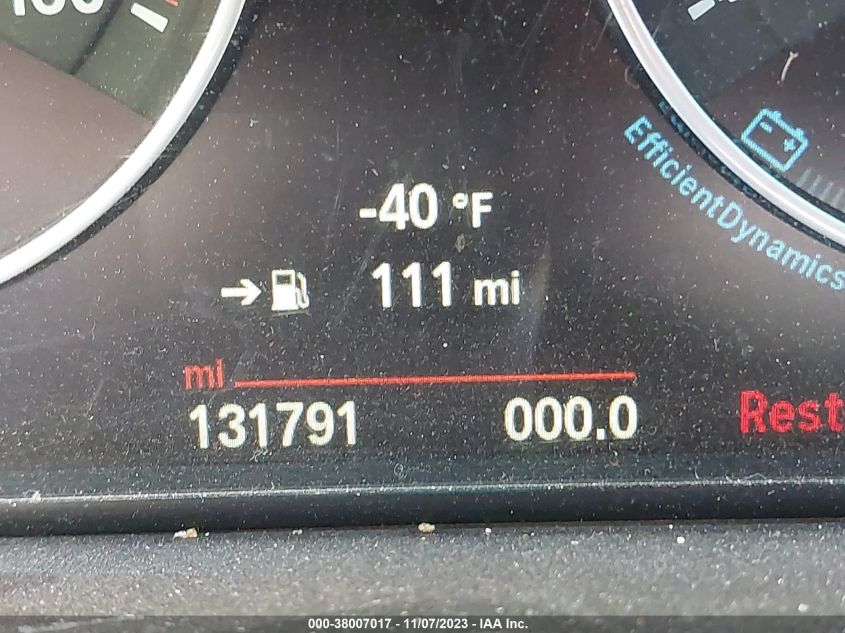 -40 °F
111 mi
EfficientDynamics
mi
131791 000.0
Rest
000-38007017 - 11/07/2023 - IAA Inc.